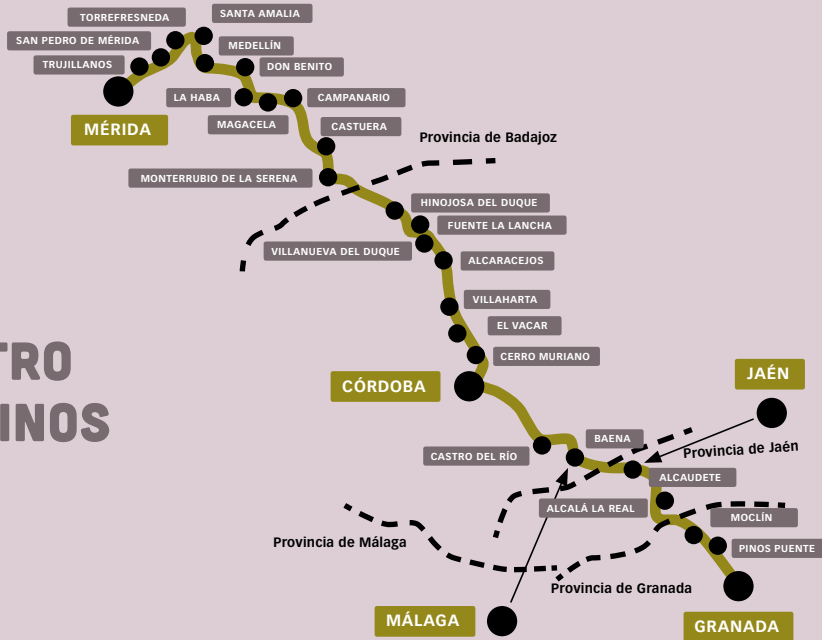 SANTA AMALIA
TORREFRESNEDA
SAN PEDRO DE MÉRIDA
MEDELLÍN
TRUJILLANOS
DON BENITO
LA HABA
CAMPANARIO
MAGACELA
CASTUERA
MÉRIDA
Provincia de Badajoz
MONTERRUBIO DE LA SERENA
HINOJOSA DEL DUQUE
FUENTE LA LANCHA
VILLANUEVA DEL DUQUE
ALCARACEJOS
VILLAHARTA
EL VACAR
CERRO MURIANO
TRO
INOS
CÓRDOBA
JAÉN
BAENA
CASTRO DEL RÍO
Provincia de Jaén
ALCAUDETE
ALCALÁ LA REAL
MOCLÍN
Provincia de Málaga
PINOS PUENTE
Provincia de Granada
MÁLAGA
GRANADA